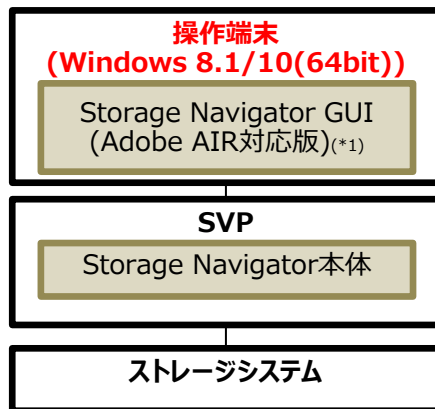 操作端末
(Windows 8.1/10(64bit))
Storage Navigator GUI
(Adobe AIR対応版)(*1)
SVP
Storage Navigator本体
ストレージシステム